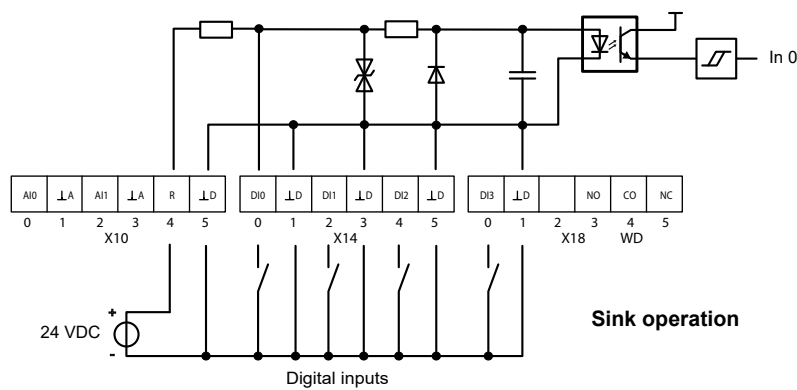 In 0
AI0 ⊥A AI1 ⊥A R ⊥D DI0 ⊥D DI1 ⊥D DI2 ⊥D DI3 ⊥D NO CO NC
0 1 2 3 4 5 0 1 2 3 4 5 0 1 2 3 4 5
X10 X14 X18 WD
+
24 VDC
-
Sink operation
Digital inputs